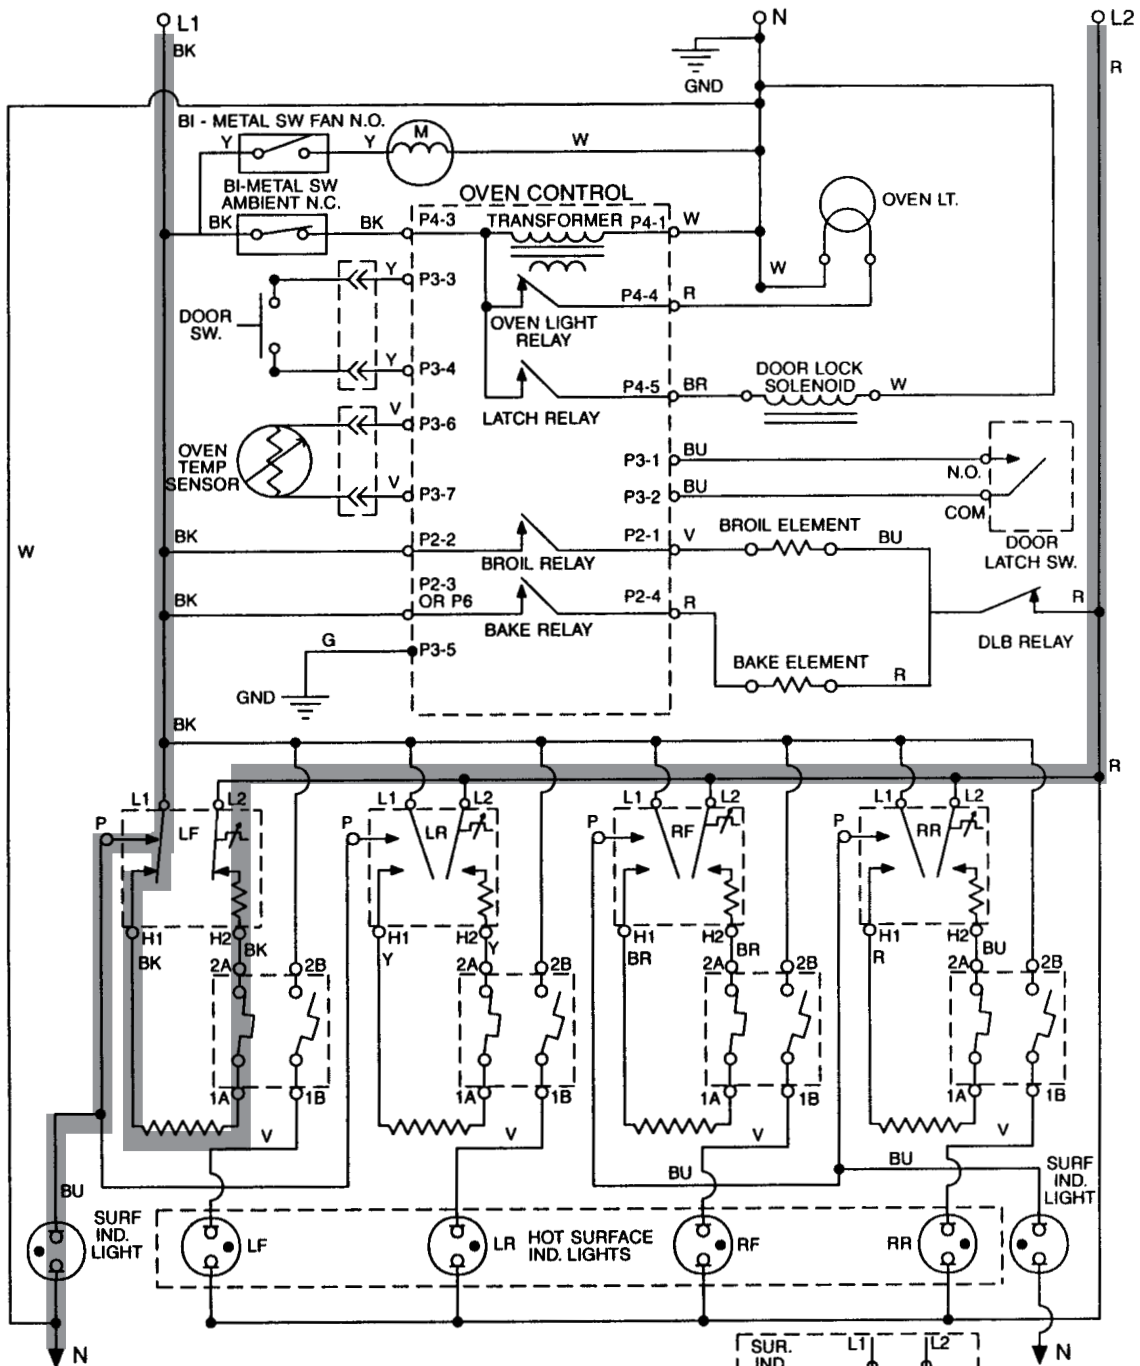 L1
N
L2
BK
R
GND
BI - METAL SW FAN N.O.
Y
Y
M
W
BI-METAL SW
AMBIENT N.C.
OVEN CONTROL
OVEN LT.
BK
BK
P4-3
TRANSFORMER
P4-1
W
W
Y
P3-3
P4-4
R
DOOR
SW.
OVEN LIGHT
RELAY
Y
P3-4
DOOR LOCK
SOLENOID
P4-5
BR
W
LATCH RELAY
V
P3-6
OVEN
TEMP
SENSOR
P3-1
BU
N.O.
V
P3-7
P3-2
BU
COM
DOOR
LATCH SW.
W
BK
P2-2
BROIL RELAY
P2-1
V
BROIL ELEMENT
BU
P2-3
OR P6
BK
BAKE RELAY
P2-4
R
R
DLB RELAY
G
P3-5
BAKE ELEMENT
R
GND
BK
R
L1
L2
L1
L2
L1
L2
L1
L2
P
LF
P
LR
P
RF
P
RR
H1
H2
H1
H2
H1
H2
H1
H2
BK
BK
Y
Y
BR
BR
R
BU
2A
2B
2A
2B
2A
2B
2A
2B
1A
1B
1A
1B
1A
1B
1A
1B
V
V
V
V
BU
BU
SURF
IND.
LIGHT
SURF
IND.
LIGHT
LF
LR
HOT SURFACE
IND. LIGHTS
RF
RR
N
N
SUR.
IND
L1
L2